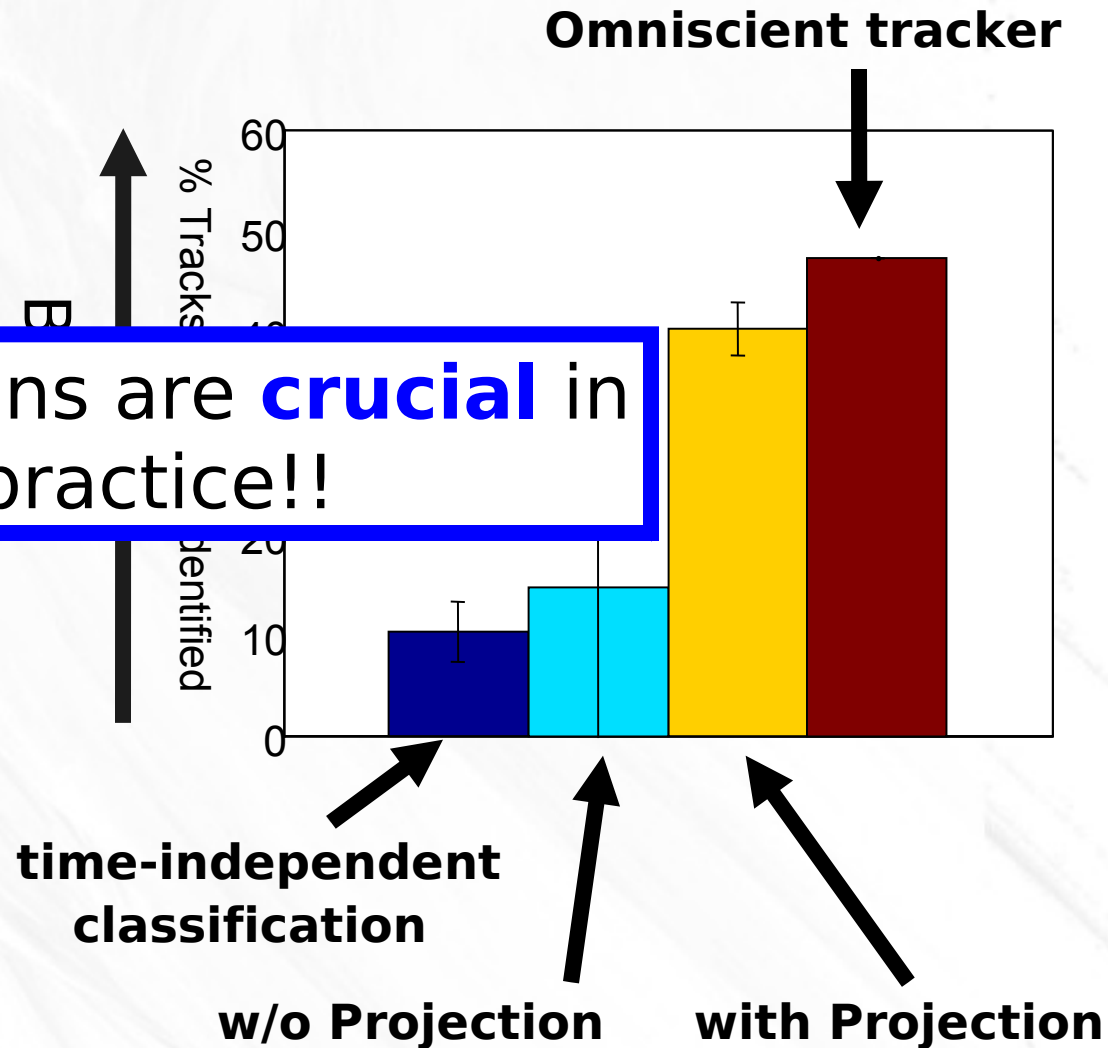 Omniscient tracker
60
50
% Tracks
ns are crucial in
practice!!
20
dentified
10
0
time-independent
classification
w/o Projection
with Projection